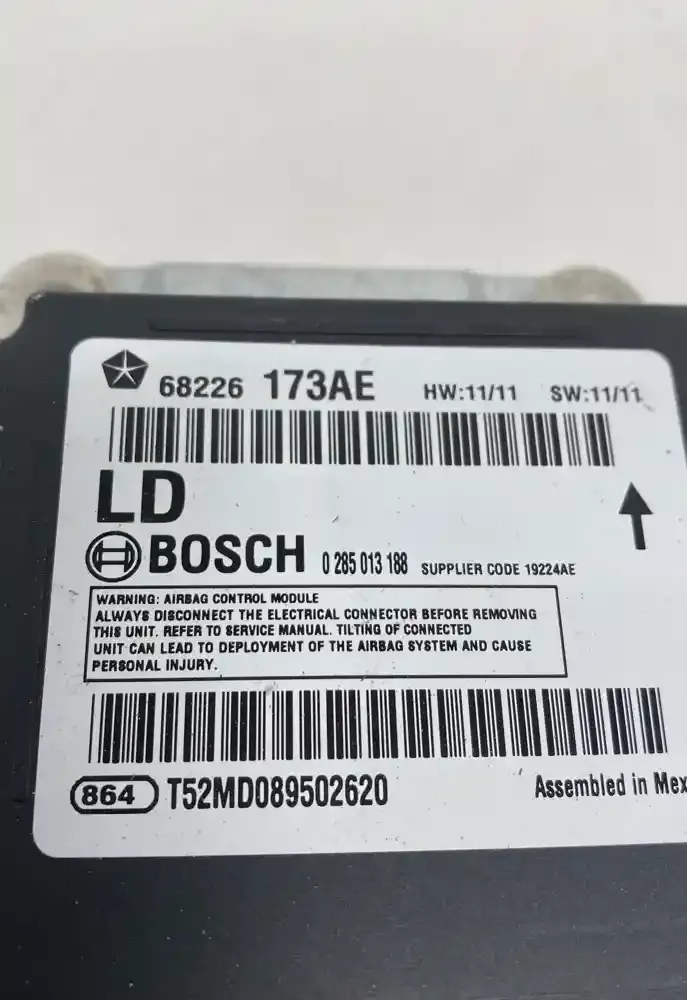 68226 173AE HW:11/11 SW:11/11
LD
BOSCH 0 285 013 188 SUPPLIER CODE 19224AE
WARNING: AIRBAG CONTROL MODULE
ALWAYS DISCONNECT THE ELECTRICAL CONNECTOR BEFORE REMOVING
THIS UNIT. REFER TO SERVICE MANUAL. TILTING OF CONNECTED
UNIT CAN LEAD TO DEPLOYMENT OF THE AIRBAG SYSTEM AND CAUSE
PERSONAL INJURY.
864 T52MD089502620
Assembled in Mex